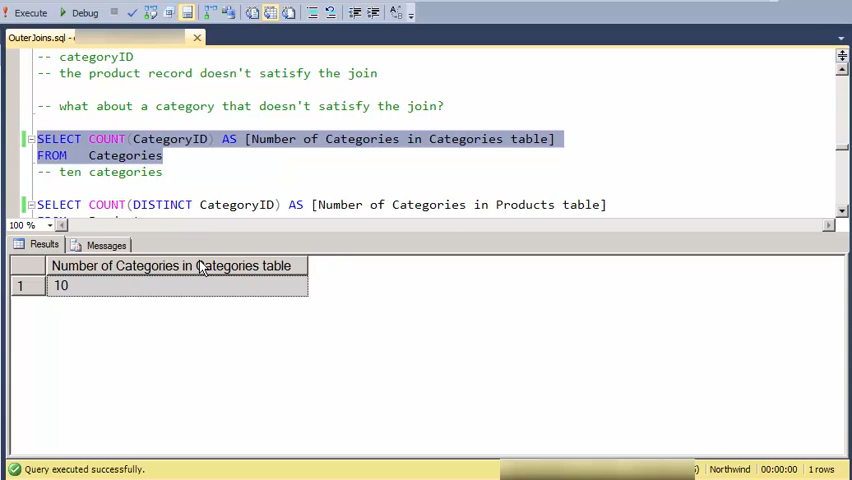 Execute Debug
OuterJoins.sql -
-- categoryID
-- the product record doesn't satisfy the join
-- what about a category that doesn't satisfy the join?
SELECT COUNT(CategoryID) AS [Number of Categories in Categories table]
FROM Categories
-- ten categories
SELECT COUNT(DISTINCT CategoryID) AS [Number of Categories in Products table]
100 %
Results Messages
Number of Categories in Categories table
1 10
Query executed successfully. Northwind 00:00:00 1 rows